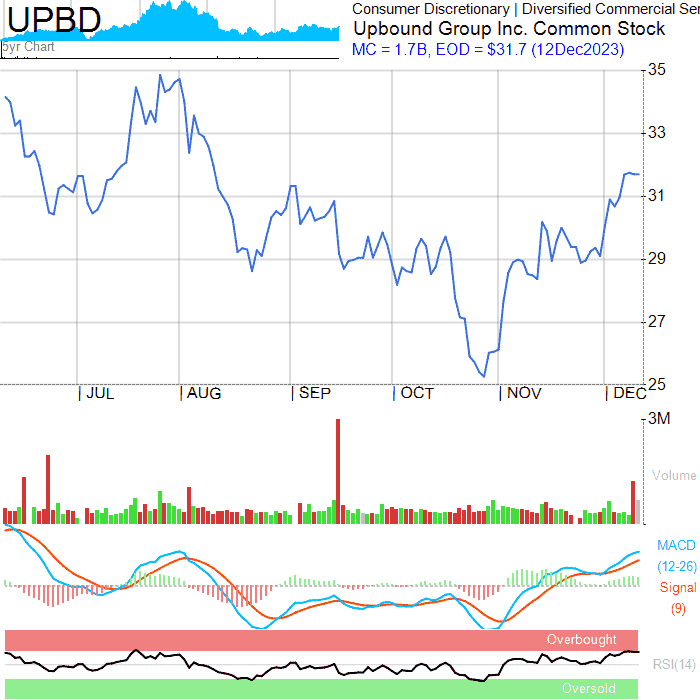 UPBD
5yr Chart
Consumer Discretionary | Diversified Commercial Ser
Upbound Group Inc. Common Stock
MC = 1.7B, EOD = $31.7 (12Dec2023)
35
33
31
29
27
25
| JUL
| AUG
| SEP
| OCT
| NOV
| DEC
3M
Volume
MACD
(12-26)
Signal
(9)
Overbought
RSI(14)
Oversold